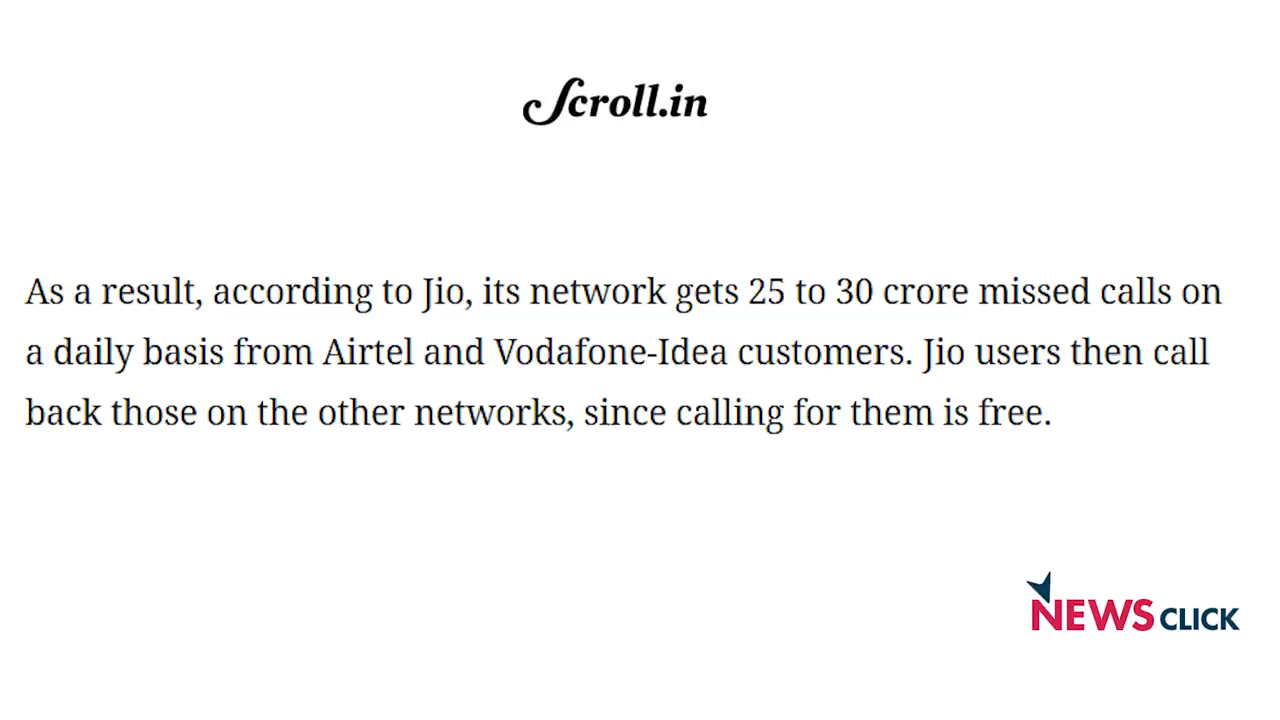 Scroll.in
As a result, according to Jio, its network gets 25 to 30 crore missed calls on
a daily basis from Airtel and Vodafone-Idea customers. Jio users then call
back those on the other networks, since calling for them is free.
NEWSCLICK